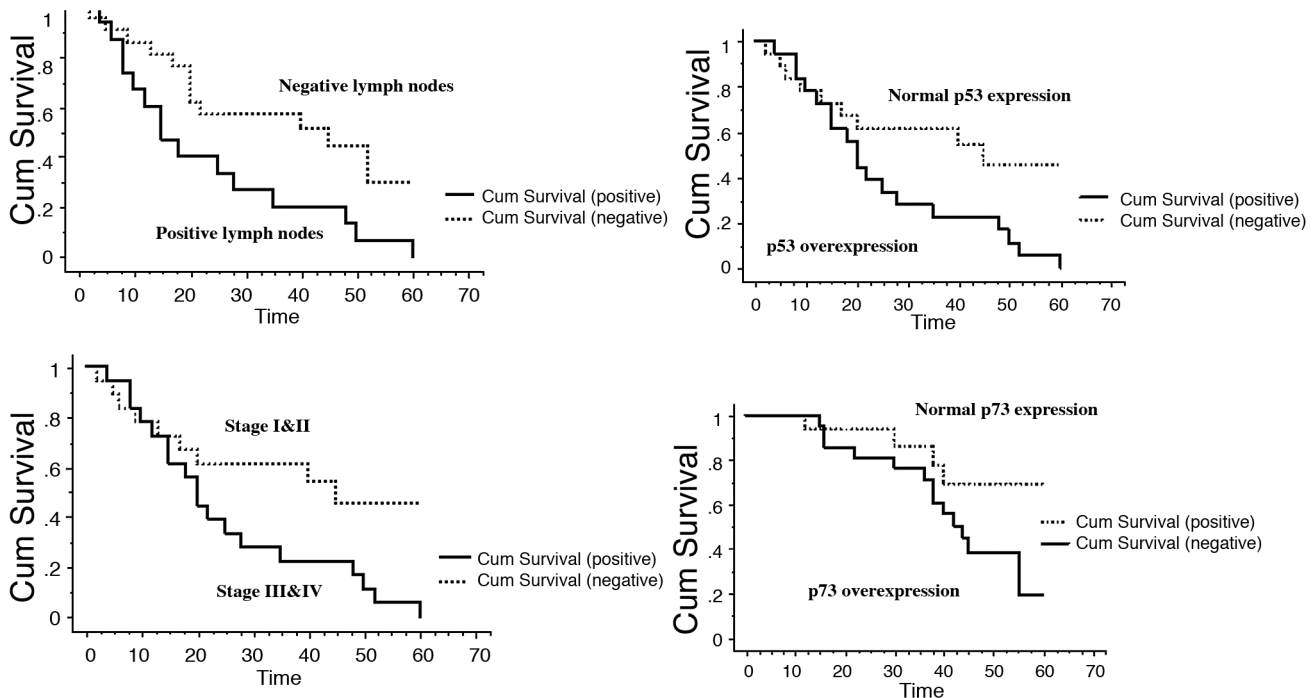 Cum Survival
1
.8
.6
.4
.2
0
Negative lymph nodes
Positive lymph nodes
Cum Survival (positive)
Cum Survival (negative)
0 10 20 30 40 50 60 70
Time
Cum Survival
1
.8
.6
.4
.2
0
Normal p53 expression
p53 overexpression
Cum Survival (positive)
Cum Survival (negative)
0 10 20 30 40 50 60 70
Time
Cum Survival
1
.8
.6
.4
.2
0
Stage I&II
Stage III&IV
Cum Survival (positive)
Cum Survival (negative)
0 10 20 30 40 50 60 70
Time
Cum Survival
1
.8
.6
.4
.2
0
Normal p73 expression
p73 overexpression
Cum Survival (positive)
Cum Survival (negative)
0 10 20 30 40 50 60 70
Time